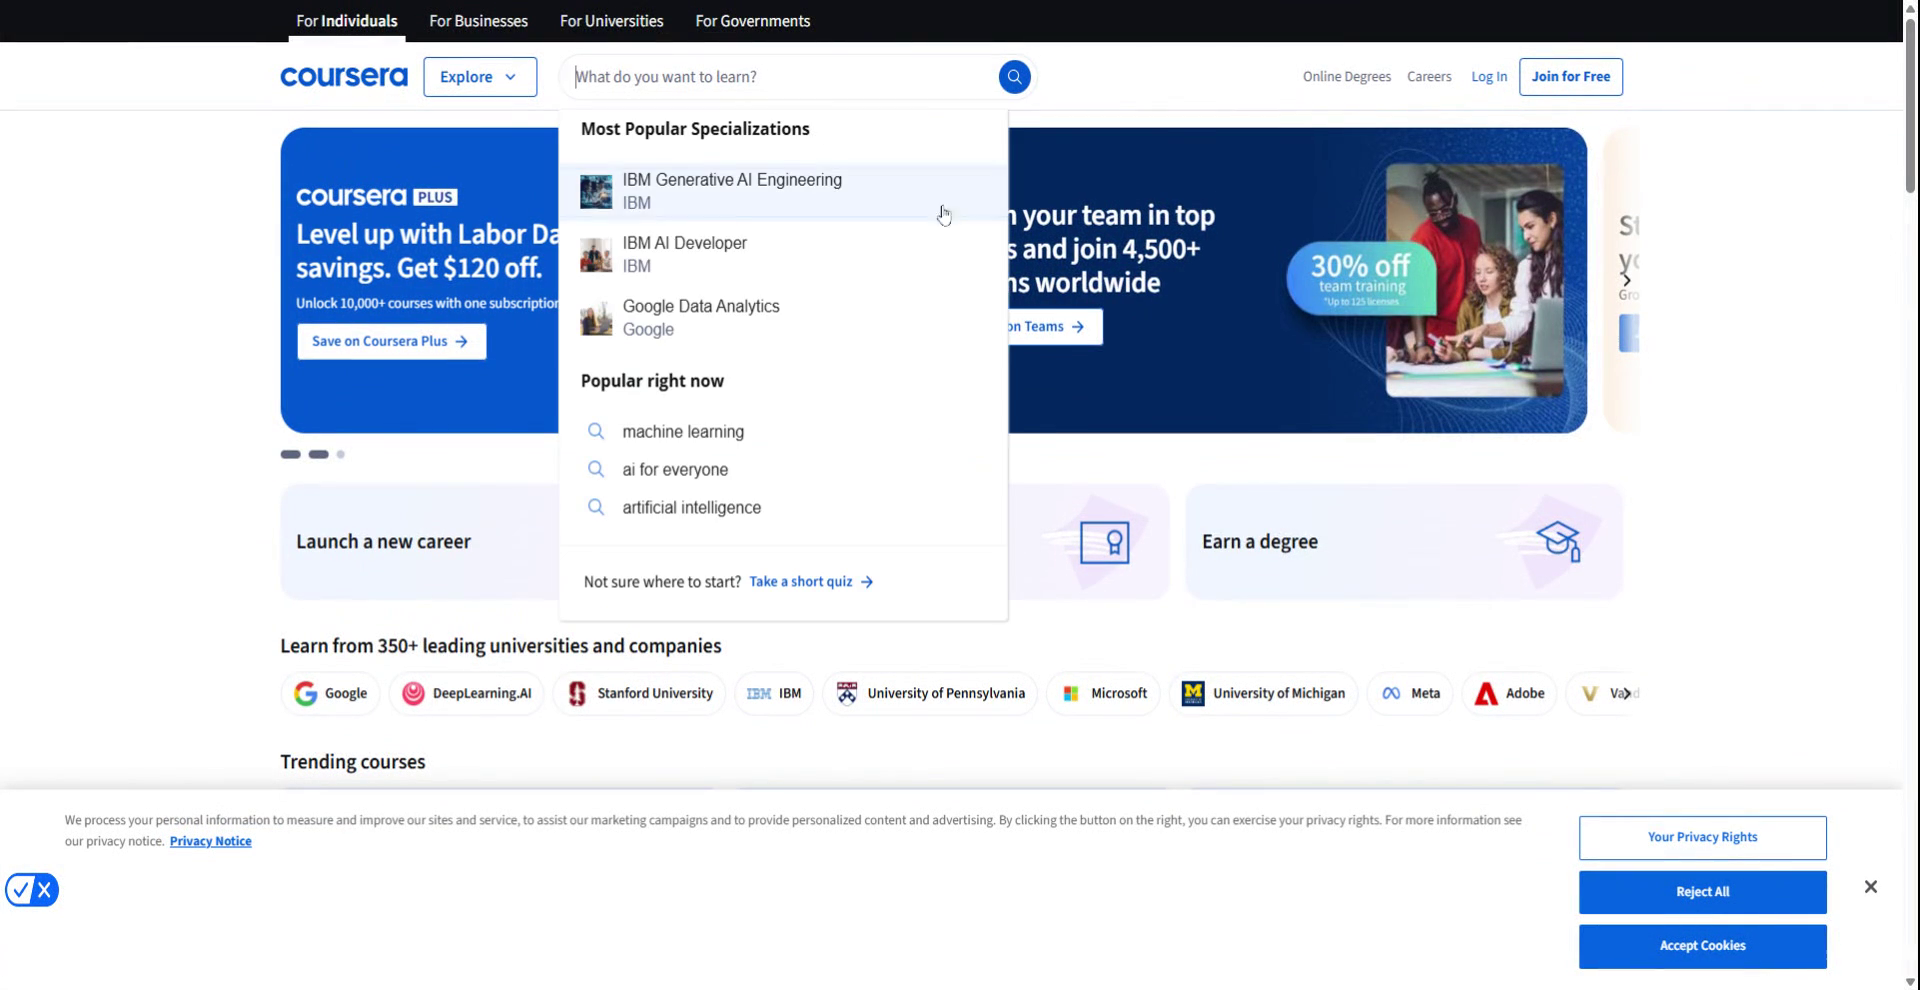 For Individuals
For Businesses
For Universities
For Governments
coursera
Explore
What do you want to learn?
Online Degrees
Careers
Log In
Join for Free
Most Popular Specializations
IBM Generative AI Engineering
IBM
IBM AI Developer
IBM
Google Data Analytics
Google
Popular right now
machine learning
ai for everyone
artificial intelligence
Not sure where to start? Take a short quiz
coursera PLUS
Level up with Labor Da
savings. Get $120 off.
Unlock 10,000+ courses with one subscription
Save on Coursera Plus
your team in top
s and join 4,500+
ns worldwide
on Teams
30% off
team training
*Up to 125 licenses
St
Gro
Launch a new career
Earn a degree
Learn from 350+ leading universities and companies
Google
DeepLearning.AI
Stanford University
IBM IBM
University of Pennsylvania
Microsoft
University of Michigan
Meta
Adobe
Trending courses
We process your personal information to measure and improve our sites and service, to assist our marketing campaigns and to provide personalized content and advertising. By clicking the button on the right, you can exercise your privacy rights. For more information see
our privacy notice. Privacy Notice
Your Privacy Rights
Reject All
Accept Cookies